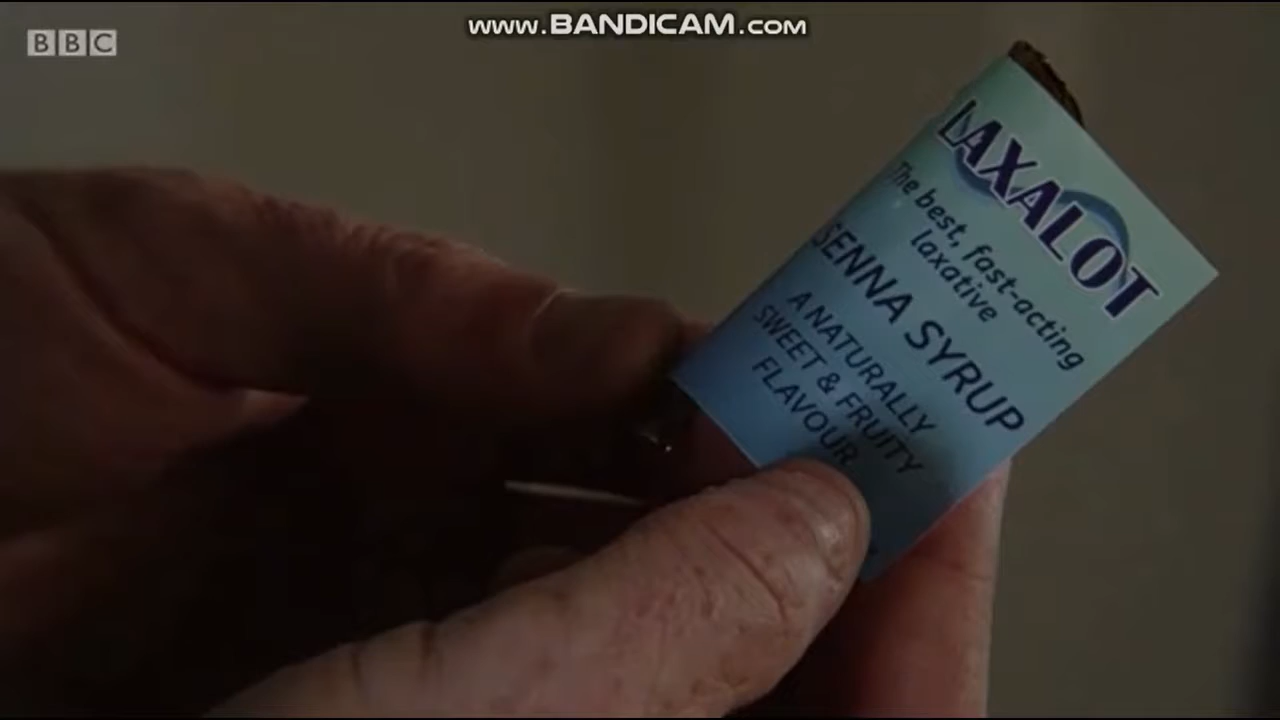 www.BANDICAM.com
BBC
LAXALOT
The best, fast-acting
laxative
SENNA SYRUP
A NATURALLY
SWEET & FRUITY
FLAVOUR.